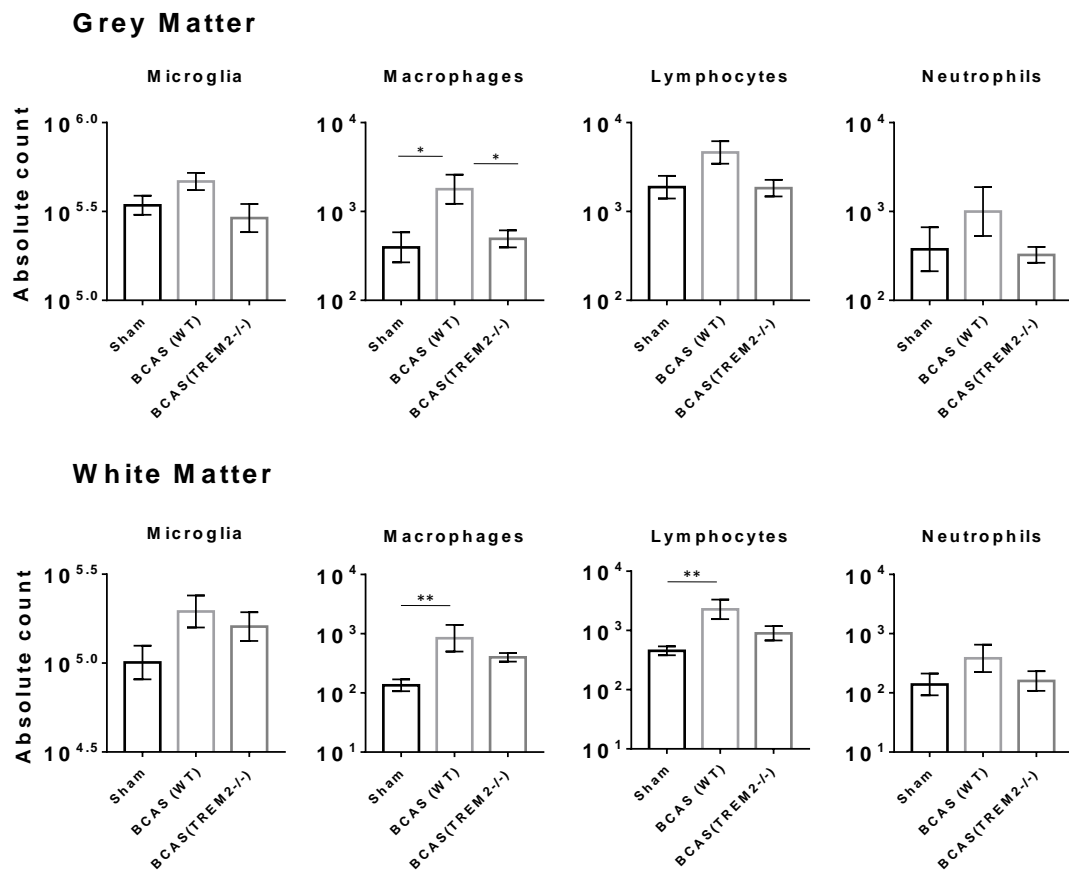 Grey Matter
Microglia
Macrophages
Lymphocytes
Neutrophils
Absolute count
10^6.0
10^5.5
10^5.0
10^4
10^3
10^2
10^4
10^3
10^2
10^4
10^3
10^2
*
*
Sham
BCAS (WT)
BCAS(TREM2-/-)
Sham
BCAS (WT)
BCAS(TREM2-/-)
Sham
BCAS (WT)
BCAS(TREM2-/-)
Sham
BCAS (WT)
BCAS(TREM2-/-)
White Matter
Microglia
Macrophages
Lymphocytes
Neutrophils
Absolute count
10^5.5
10^5.0
10^4.5
10^4
10^3
10^2
10^1
10^4
10^3
10^2
10^1
10^4
10^3
10^2
10^1
**
**
Sham
BCAS (WT)
BCAS(TREM2-/-)
Sham
BCAS (WT)
BCAS(TREM2-/-)
Sham
BCAS (WT)
BCAS(TREM2-/-)
Sham
BCAS (WT)
BCAS(TREM2-/-)